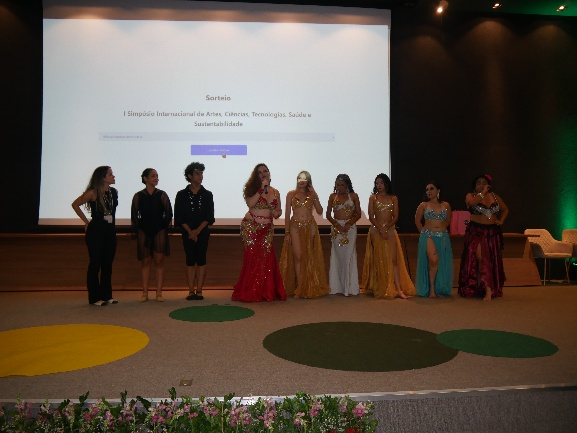 Sorteio
I Simpósio Internacional de Artes, Ciências, Tecnologias, Saúde e
Sustentabilidade